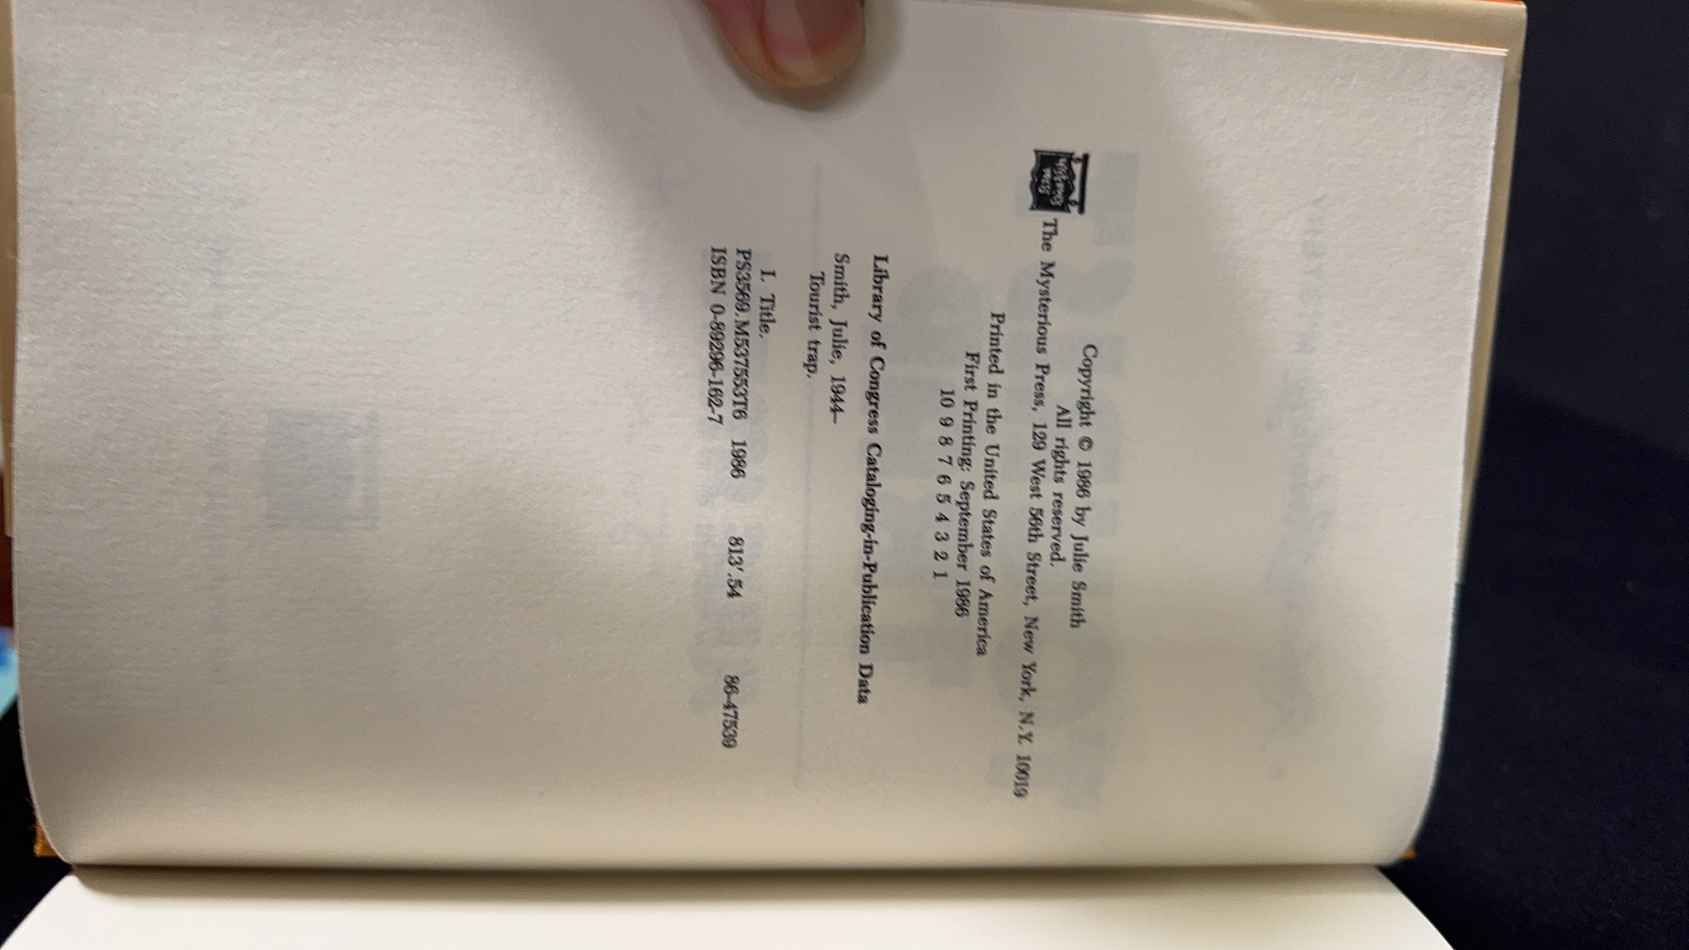 Copyright © 1986 by Julie Smith
All rights reserved.
The Mysterious Press, 129 West 56th Street, New York, N.Y. 10019
Printed in the United States of America
First Printing: September 1986
10 9 8 7 6 5 4 3 2 1
Library of Congress Cataloging-in-Publication Data
Smith, Julie, 1944–
Tourist trap.
I. Title.
PS3569.M537553T6 1986 813'.54 86-47539
ISBN 0-89296-162-7